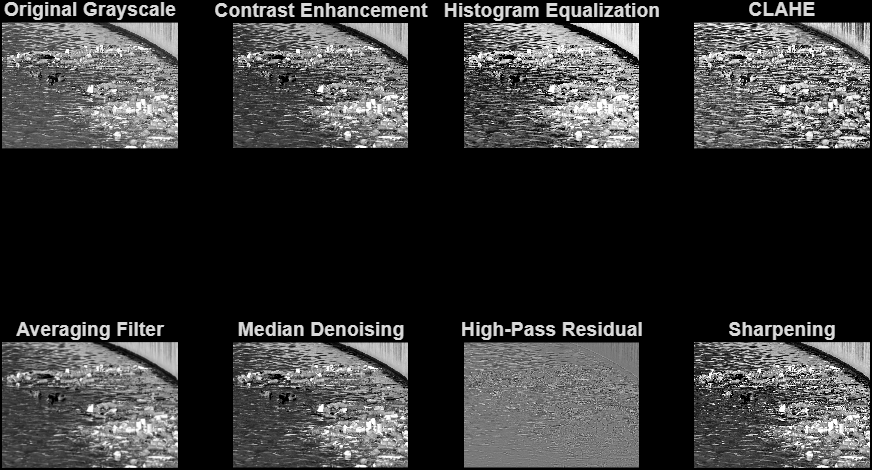 Original Grayscale
Contrast Enhancement
Histogram Equalization
CLAHE
Averaging Filter
Median Denoising
High-Pass Residual
Sharpening